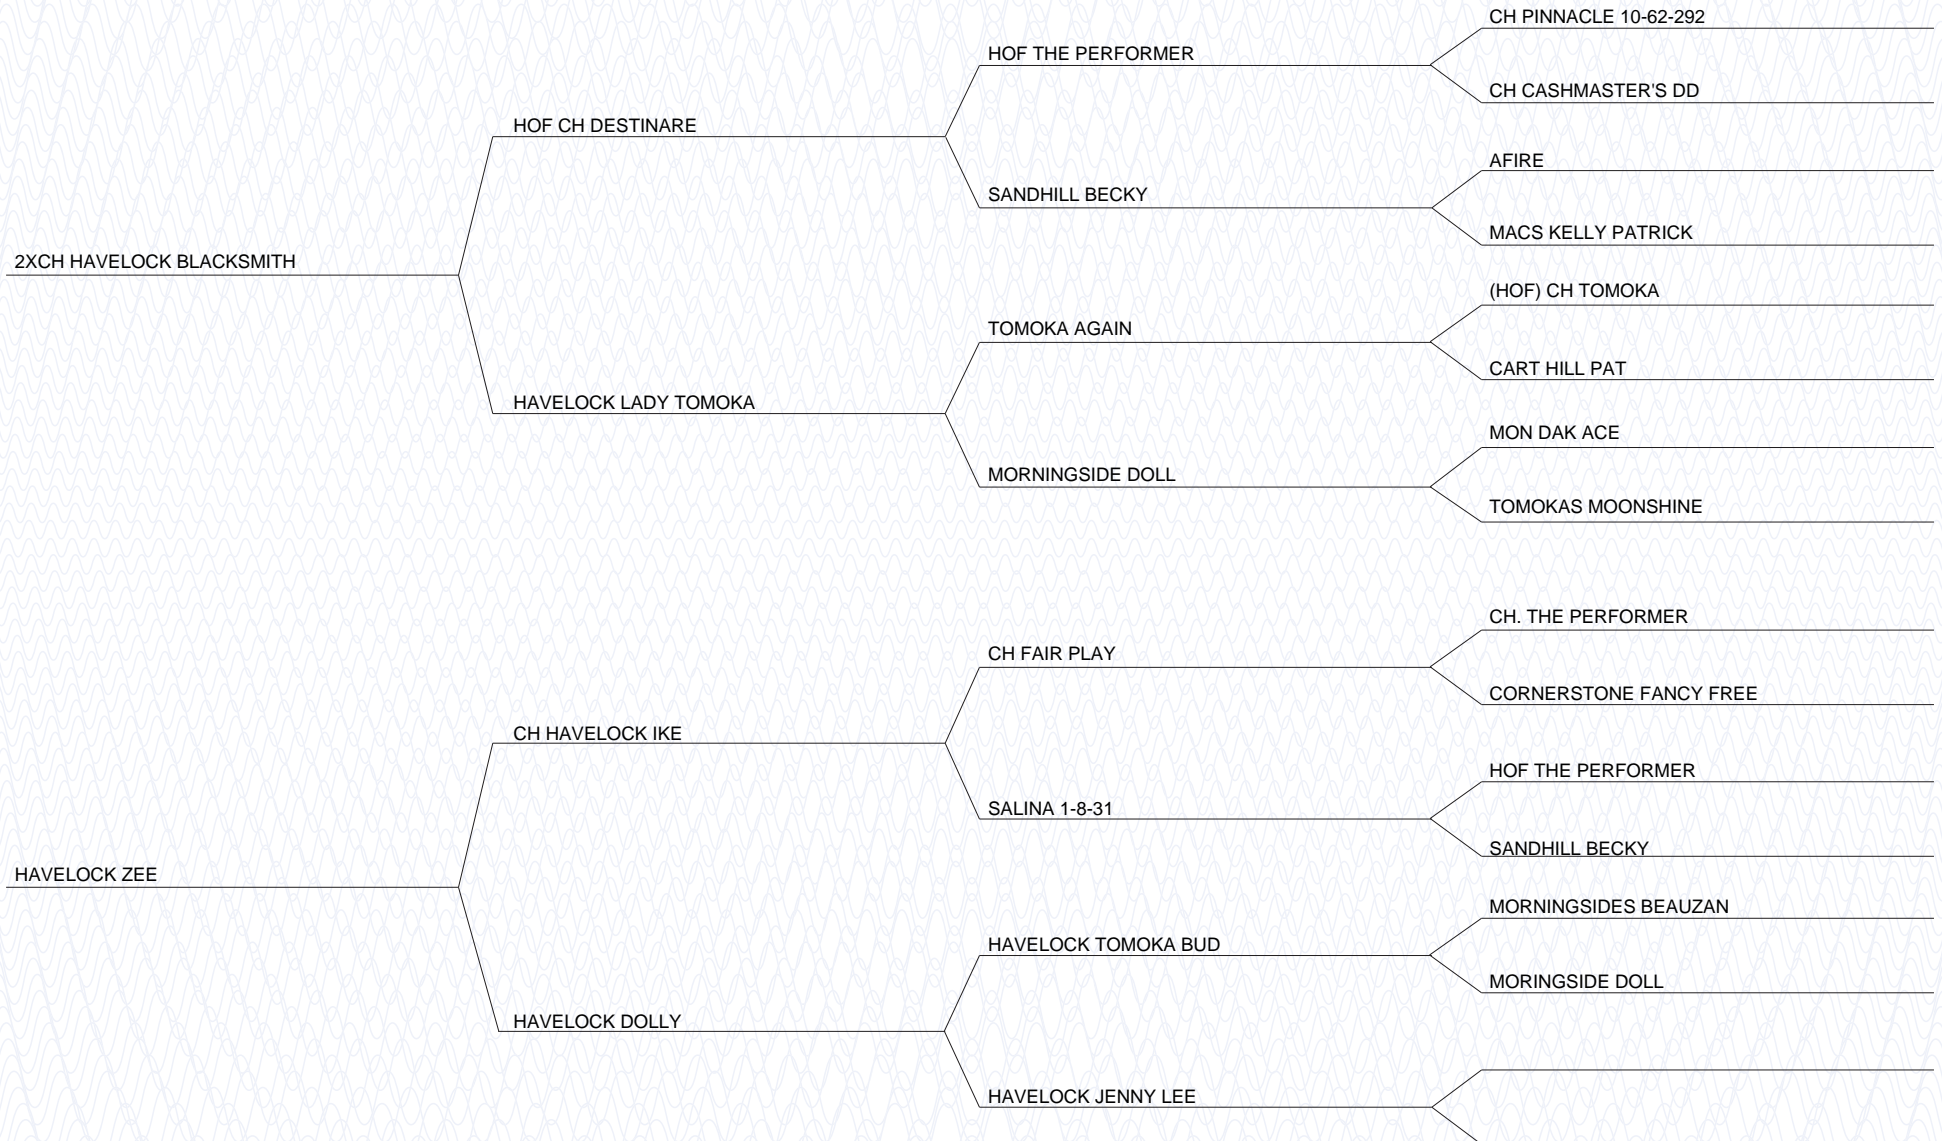 CH PINNACLE 10-62-292
HOF THE PERFORMER
CH CASHMASTER'S DD
HOF CH DESTINARE
AFIRE
SANDHILL BECKY
MACS KELLY PATRICK
2XCH HAVELOCK BLACKSMITH
(HOF) CH TOMOKA
TOMOKA AGAIN
CART HILL PAT
HAVELOCK LADY TOMOKA
MON DAK ACE
MORNINGSIDE DOLL
TOMOKAS MOONSHINE
CH. THE PERFORMER
CH FAIR PLAY
CORNERSTONE FANCY FREE
CH HAVELOCK IKE
HOF THE PERFORMER
SALINA 1-8-31
SANDHILL BECKY
HAVELOCK ZEE
MORNINGSIDES BEAUZAN
HAVELOCK TOMOKA BUD
MORINGSIDE DOLL
HAVELOCK DOLLY
HAVELOCK JENNY LEE